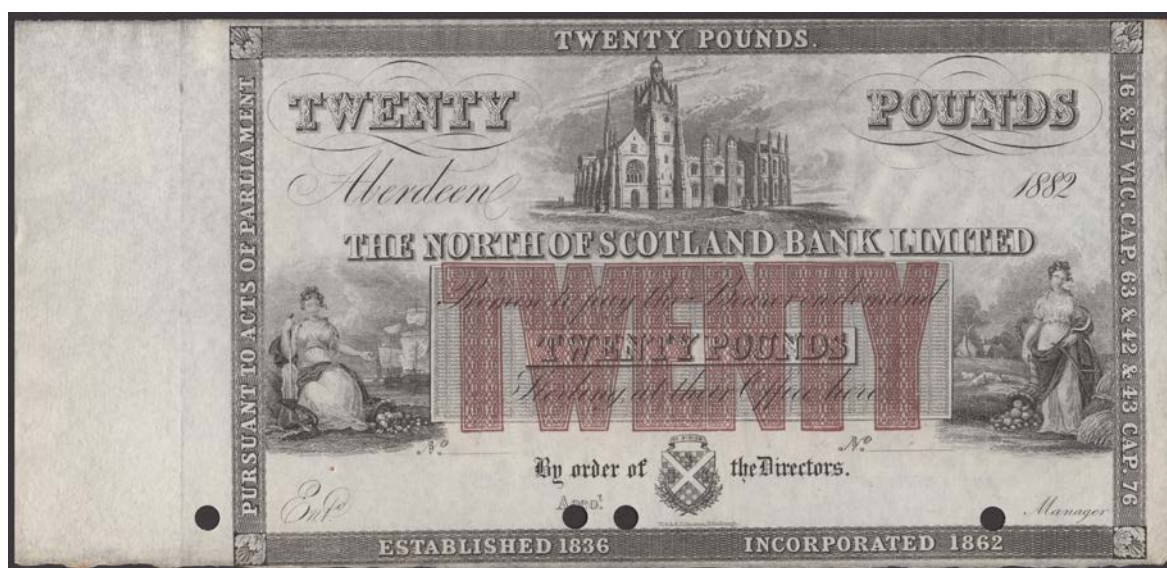 TWENTY POUNDS.
PURSUANT TO ACTS OF PARLIAMENT
TWENTY POUNDS
Aberdeen 1882
THE NORTH OF SCOTLAND BANK LIMITED
TWENTY
Promise to pay the Bearer on demand
TWENTY POUNDS
Sterling at their Office here
No. No.
By order of the Directors.
Entd. Accot. Manager
ESTABLISHED 1836 INCORPORATED 1862
16 & 17 VIC. CAP. 63 & 42 & 43 CAP. 76